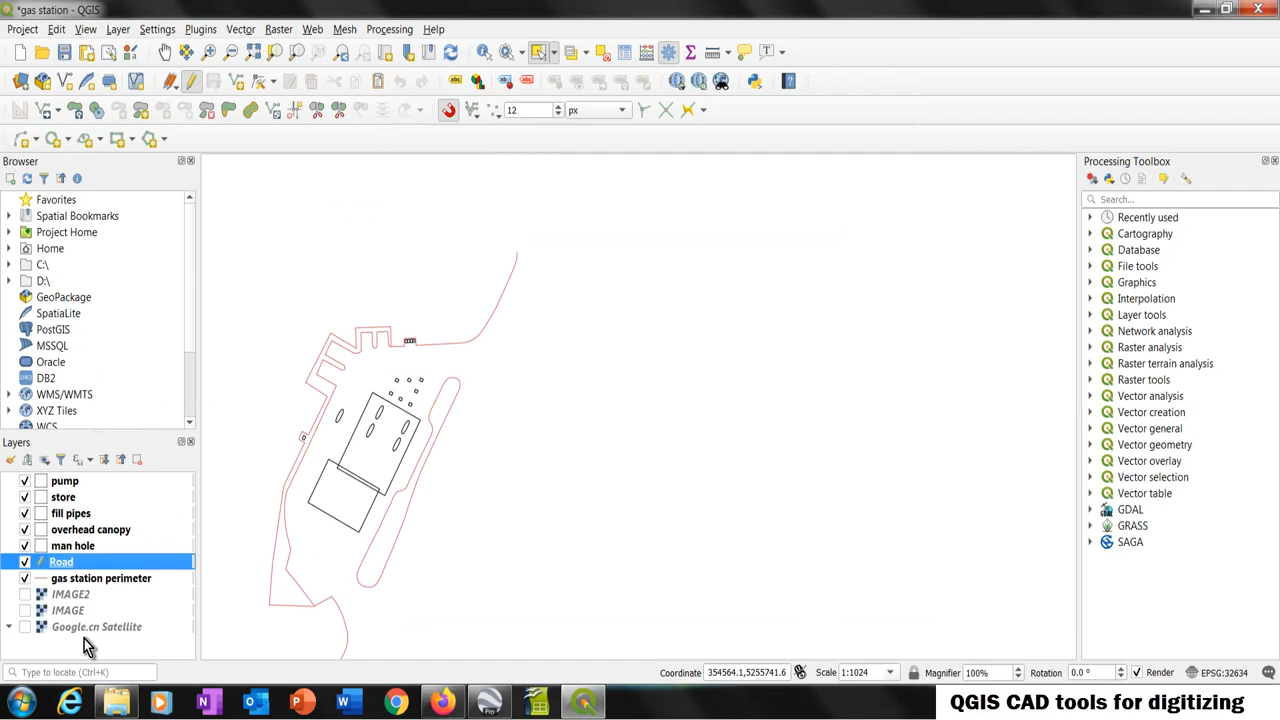 *gas station - QGIS
Project Edit View Layer Settings Plugins Vector Raster Web Mesh Processing Help
12 px
Browser
Favorites
Spatial Bookmarks
Project Home
Home
C:\
D:\
GeoPackage
SpatiaLite
PostGIS
MSSQL
Oracle
DB2
WMS/WMTS
XYZ Tiles
WCS
Layers
pump
store
fill pipes
overhead canopy
man hole
Road
gas station perimeter
IMAGE2
IMAGE
Google.cn Satellite
Processing Toolbox
Search...
Recently used
Cartography
Database
File tools
Graphics
Interpolation
Layer tools
Network analysis
Raster analysis
Raster terrain analysis
Raster tools
Vector analysis
Vector creation
Vector general
Vector geometry
Vector overlay
Vector selection
Vector table
GDAL
GRASS
SAGA
Type to locate (Ctrl+K) Coordinate 354564.1,5255741.6 Scale 1:1024 Magnifier 100% Rotation 0.0 ° Render EPSG:32634
QGIS CAD tools for digitizing